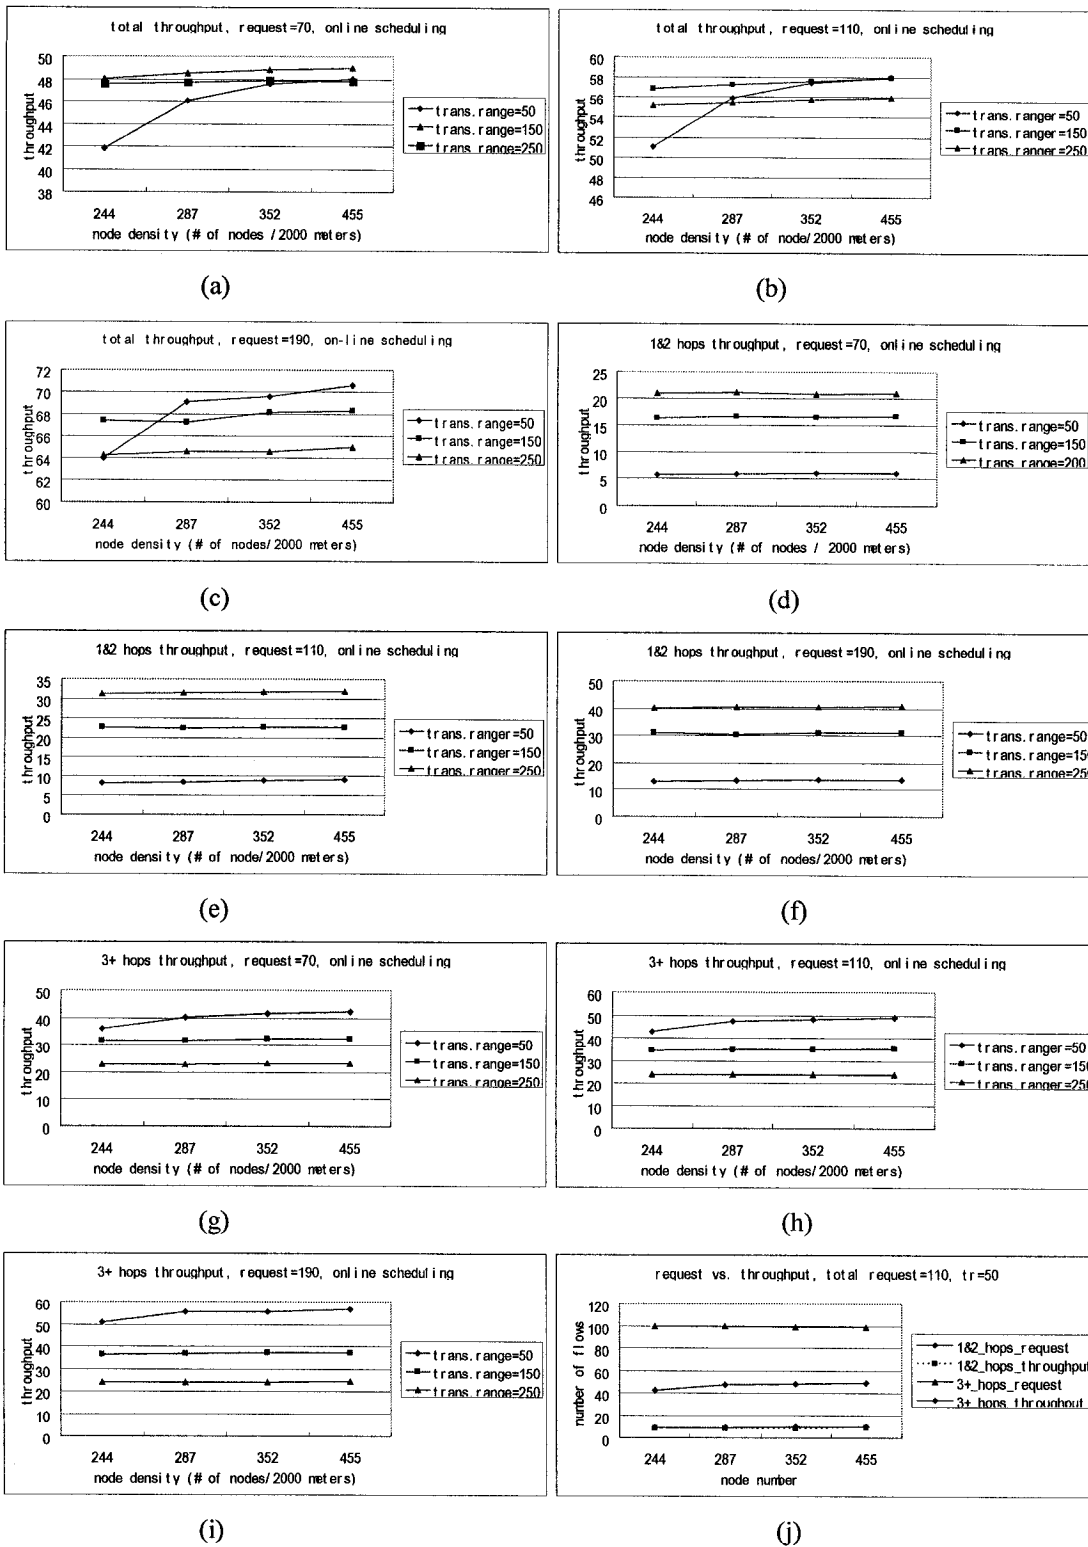 total throughput, request=70, online scheduling
50
48
46
44
42
40
38
throughput
244 287 352 455
node density (# of nodes /2000 meters)
trans.range=50
trans.range=150
trans.range=250
(a)
total throughput, request=110, online scheduling
60
58
56
54
52
50
48
46
throughput
244 287 352 455
node density (# of node/2000 meters)
trans.ranger=50
trans.ranger=150
trans.ranger=250
(b)
total throughput, request=190, on-line scheduling
72
70
68
66
64
62
60
throughput
244 287 352 455
node density (# of nodes/2000 meters)
trans.range=50
trans.range=150
trans.range=250
(c)
1&2 hops throughput, request=70, online scheduling
25
20
15
10
5
0
throughput
244 287 352 455
node density (# of nodes / 2000 meters)
trans.range=50
trans.range=150
trans.range=200
(d)
1&2 hops throughput, request=110, online scheduling
35
30
25
20
15
10
5
0
throughput
244 287 352 455
node density (# of node/2000 meters)
trans.ranger=50
trans.ranger=150
trans.ranger=250
(e)
1&2 hops throughput, request=190, online scheduling
50
40
30
20
10
0
throughput
244 287 352 455
node density (# of nodes/2000 meters)
trans.range=50
trans.range=150
trans.range=250
(f)
3+ hops throughput, request=70, online scheduling
50
40
30
20
10
0
throughput
244 287 352 455
node density (# of nodes/2000 meters)
trans.range=50
trans.range=150
trans.range=250
(g)
3+ hops throughput, request=110, online scheduling
60
50
40
30
20
10
0
throughput
244 287 352 455
node density (# of nodes/2000 meters)
trans.ranger=50
trans.ranger=150
trans.ranger=250
(h)
3+ hops throughput, request=190, online scheduling
60
50
40
30
20
10
0
throughput
244 287 352 455
node density (# of nodes/2000 meters)
trans.range=50
trans.range=150
trans.range=250
(i)
request vs. throughput, total request=110, tr=50
120
100
80
60
40
20
0
number of flows
244 287 352 455
node number
1&2_hops_request
1&2_hops_throughput
3+_hops_request
3+_hops_throughput
(j)